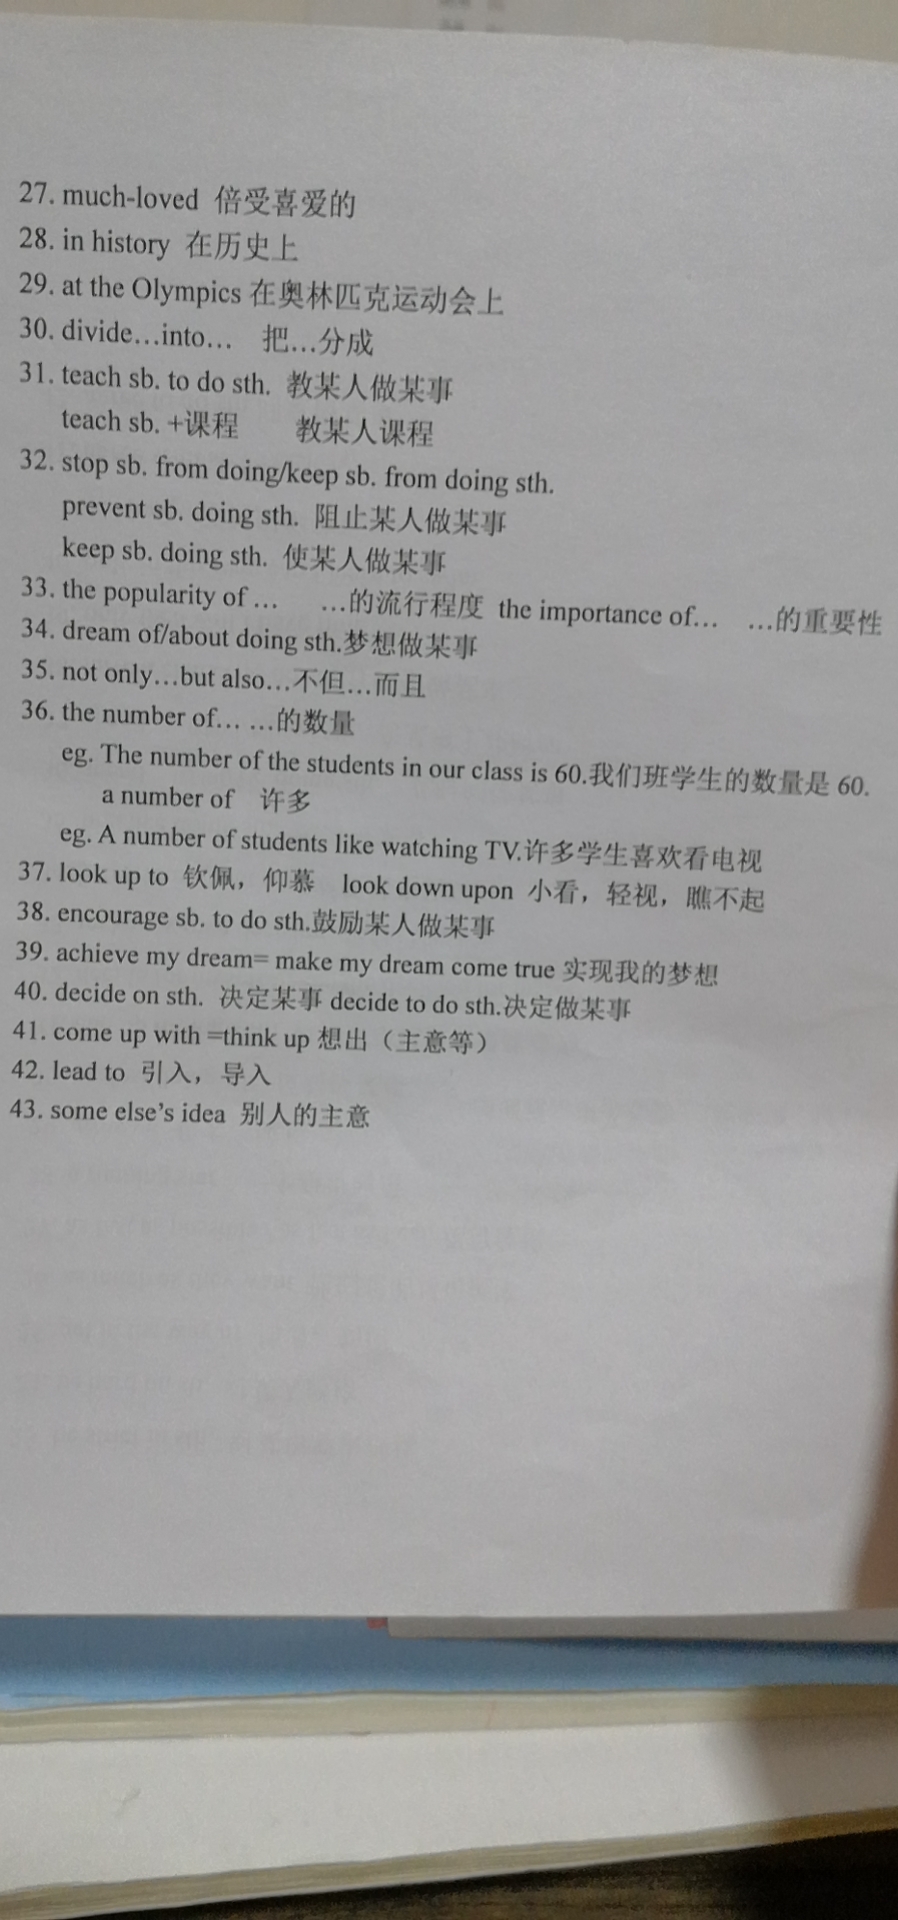 27. much-loved 倍受喜爱的
28. in history 在历史上
29. at the Olympics 在奥林匹克运动会上
30. divide…into… 把…分成
31. teach sb. to do sth. 教某人做某事
teach sb. +课程 教某人课程
32. stop sb. from doing/keep sb. from doing sth.
prevent sb. doing sth. 阻止某人做某事
keep sb. doing sth. 使某人做某事
33. the popularity of … …的流行程度 the importance of… …的重要性
34. dream of/about doing sth.梦想做某事
35. not only…but also…不但…而且
36. the number of… …的数量
eg. The number of the students in our class is 60.我们班学生的数量是 60.
a number of 许多
eg. A number of students like watching TV.许多学生喜欢看电视
37. look up to 钦佩，仰慕 look down upon 小看，轻视，瞧不起
38. encourage sb. to do sth.鼓励某人做某事
39. achieve my dream= make my dream come true 实现我的梦想
40. decide on sth. 决定某事 decide to do sth.决定做某事
41. come up with =think up 想出（主意等）
42. lead to 引入，导入
43. some else’s idea 别人的主意